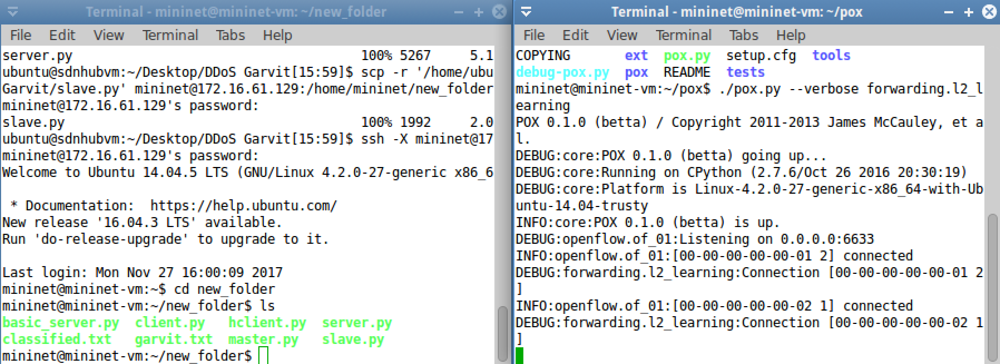 Terminal - mininet@mininet-vm: ~/new_folder
File Edit View Terminal Tabs Help
server.py 100% 5267 5.1
ubuntu@sdnhubvm:~/Desktop/DDoS Garvit[15:59]$ scp -r '/home/ubu
Garvit/slave.py' mininet@172.16.61.129:/home/mininet/new_folder
mininet@172.16.61.129's password:
slave.py 100% 1992 2.0
ubuntu@sdnhubvm:~/Desktop/DDoS Garvit[15:59]$ ssh -X mininet@17
mininet@172.16.61.129's password:
Welcome to Ubuntu 14.04.5 LTS (GNU/Linux 4.2.0-27-generic x86_6
* Documentation: https://help.ubuntu.com/
New release '16.04.3 LTS' available.
Run 'do-release-upgrade' to upgrade to it.
Last login: Mon Nov 27 16:00:09 2017
mininet@mininet-vm:~$ cd new_folder
mininet@mininet-vm:~/new_folder$ ls
basic_server.py client.py hclient.py server.py
classified.txt garvit.txt master.py slave.py
mininet@mininet-vm:~/new_folder$
Terminal - mininet@mininet-vm: ~/pox
File Edit View Terminal Tabs Help
COPYING ext pox.py setup.cfg tools
debug-pox.py pox README tests
mininet@mininet-vm:~/pox$ ./pox.py --verbose forwarding.l2_l
earning
POX 0.1.0 (betta) / Copyright 2011-2013 James McCauley, et a
l.
DEBUG:core:POX 0.1.0 (betta) going up...
DEBUG:core:Running on CPython (2.7.6/Oct 26 2016 20:30:19)
DEBUG:core:Platform is Linux-4.2.0-27-generic-x86_64-with-Ub
untu-14.04-trusty
INFO:core:POX 0.1.0 (betta) is up.
DEBUG:openflow.of_01:Listening on 0.0.0.0:6633
INFO:openflow.of_01:[00-00-00-00-00-01 2] connected
DEBUG:forwarding.l2_learning:Connection [00-00-00-00-00-01 2
]
INFO:openflow.of_01:[00-00-00-00-00-02 1] connected
DEBUG:forwarding.l2_learning:Connection [00-00-00-00-00-02 1
]